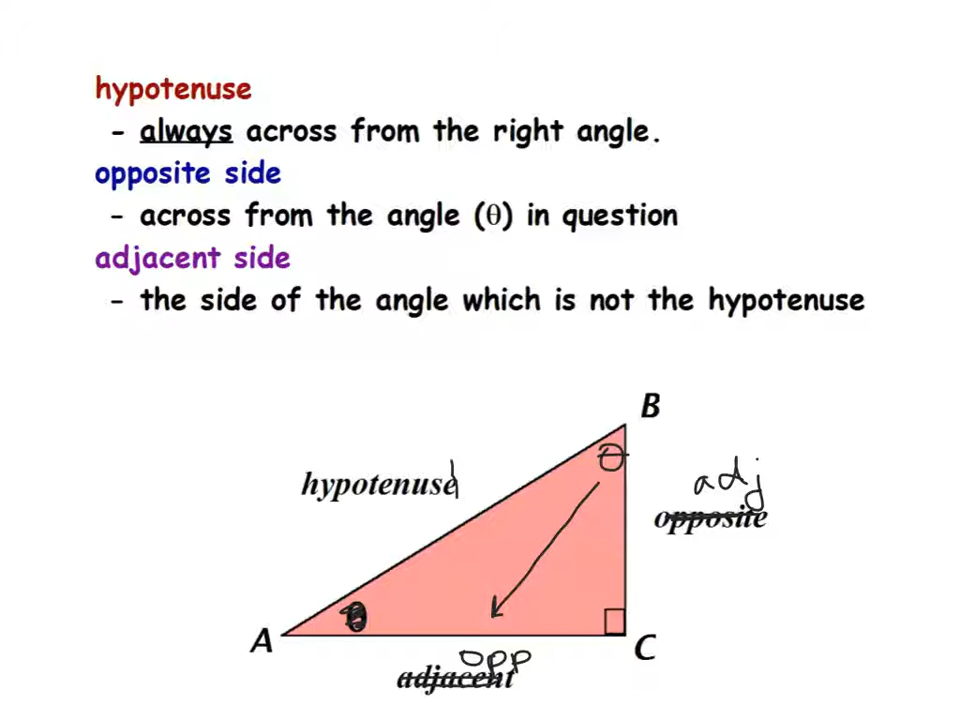 hypotenuse
- always across from the right angle.
opposite side
- across from the angle (θ) in question
adjacent side
- the side of the angle which is not the hypotenuse
B
θ
hypotenuse
adj
opposite
θ
A
C
opp
adjacent